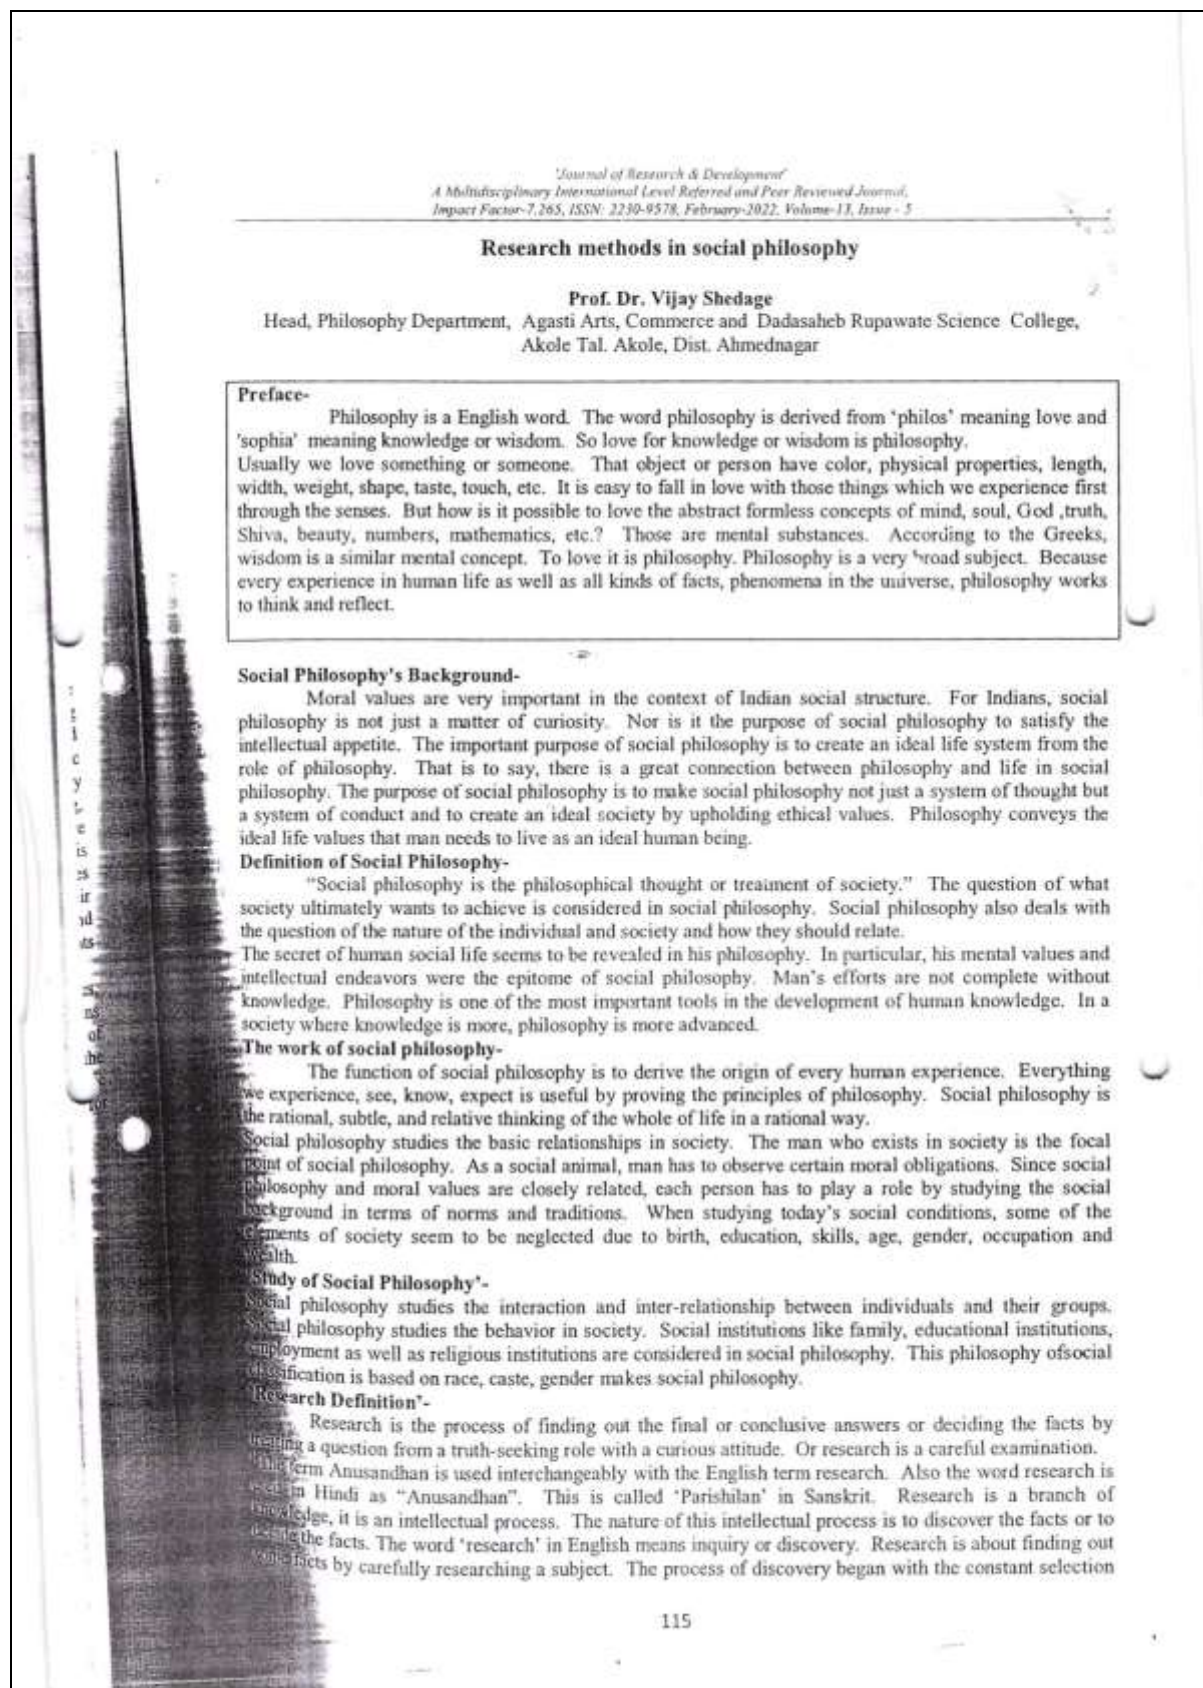 'Journal of Research & Development'
A Multidisciplinary International Level Referred and Peer Reviewed Journal,
Impact Factor-7.265, ISSN: 2230-9578, February-2022, Volume-13, Issue - 5
Research methods in social philosophy
Prof. Dr. Vijay Shedage
Head, Philosophy Department, Agasti Arts, Commerce and Dadasaheb Rupawate Science College,
Akole Tal. Akole, Dist. Ahmednagar
Preface-
Philosophy is a English word. The word philosophy is derived from 'philos' meaning love and
'sophia' meaning knowledge or wisdom. So love for knowledge or wisdom is philosophy.
Usually we love something or someone. That object or person have color, physical properties, length,
width, weight, shape, taste, touch, etc. It is easy to fall in love with those things which we experience first
through the senses. But how is it possible to love the abstract formless concepts of mind, soul, God ,truth,
Shiva, beauty, numbers, mathematics, etc.? Those are mental substances. According to the Greeks,
wisdom is a similar mental concept. To love it is philosophy. Philosophy is a very broad subject. Because
every experience in human life as well as all kinds of facts, phenomena in the universe, philosophy works
to think and reflect.
Social Philosophy's Background-
Moral values are very important in the context of Indian social structure. For Indians, social
philosophy is not just a matter of curiosity. Nor is it the purpose of social philosophy to satisfy the
intellectual appetite. The important purpose of social philosophy is to create an ideal life system from the
role of philosophy. That is to say, there is a great connection between philosophy and life in social
philosophy. The purpose of social philosophy is to make social philosophy not just a system of thought but
a system of conduct and to create an ideal society by upholding ethical values. Philosophy conveys the
ideal life values that man needs to live as an ideal human being.
Definition of Social Philosophy-
"Social philosophy is the philosophical thought or treatment of society." The question of what
society ultimately wants to achieve is considered in social philosophy. Social philosophy also deals with
the question of the nature of the individual and society and how they should relate.
The secret of human social life seems to be revealed in his philosophy. In particular, his mental values and
intellectual endeavors were the epitome of social philosophy. Man's efforts are not complete without
knowledge. Philosophy is one of the most important tools in the development of human knowledge. In a
society where knowledge is more, philosophy is more advanced.
The work of social philosophy-
The function of social philosophy is to derive the origin of every human experience. Everything
we experience, see, know, expect is useful by proving the principles of philosophy. Social philosophy is
the rational, subtle, and relative thinking of the whole of life in a rational way.
Social philosophy studies the basic relationships in society. The man who exists in society is the focal
point of social philosophy. As a social animal, man has to observe certain moral obligations. Since social
philosophy and moral values are closely related, each person has to play a role by studying the social
background in terms of norms and traditions. When studying today's social conditions, some of the
elements of society seem to be neglected due to birth, education, skills, age, gender, occupation and
wealth.
'Study of Social Philosophy'-
Social philosophy studies the interaction and inter-relationship between individuals and their groups.
Social philosophy studies the behavior in society. Social institutions like family, educational institutions,
employment as well as religious institutions are considered in social philosophy. This philosophy ofsocial
is based on race, caste, gender makes social philosophy.
'Research Definition'-
Research is the process of finding out the final or conclusive answers or deciding the facts by
a question from a truth-seeking role with a curious attitude. Or research is a careful examination.
term Anusandhan is used interchangeably with the English term research. Also the word research is
in Hindi as "Anusandhan". This is called 'Parishilan' in Sanskrit. Research is a branch of
knowledge, it is an intellectual process. The nature of this intellectual process is to discover the facts or to
the facts. The word 'research' in English means inquiry or discovery. Research is about finding out
facts by carefully researching a subject. The process of discovery began with the constant selection
115